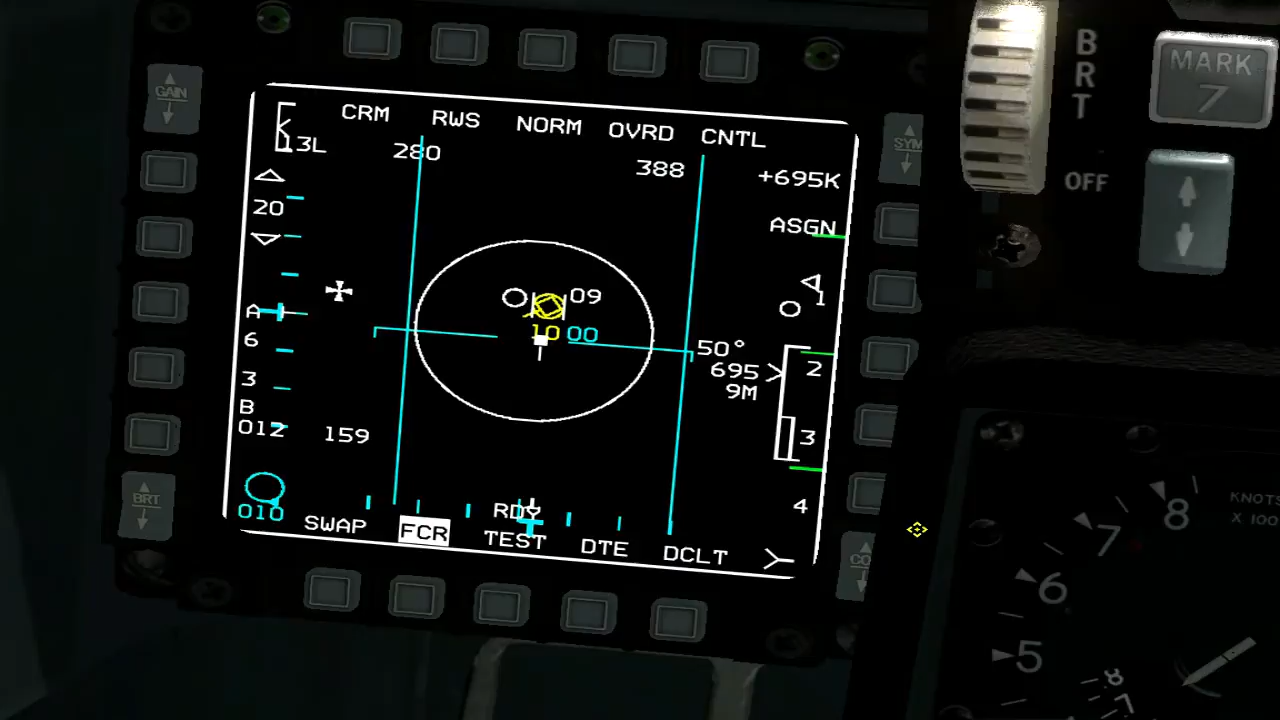 CRM RWS NORM OVRD CNTL
13L 280 388 +695K
ASGN
20
1
09
A
10 00
50°
6
695
2
9M
3
B
012 159
3
4
010
RDY
SWAP FCR TEST DTE DCLT
GAIN
SYM
BRT
BRT
OFF
MARK
7
KNOTS
X 100
8
7
6
5